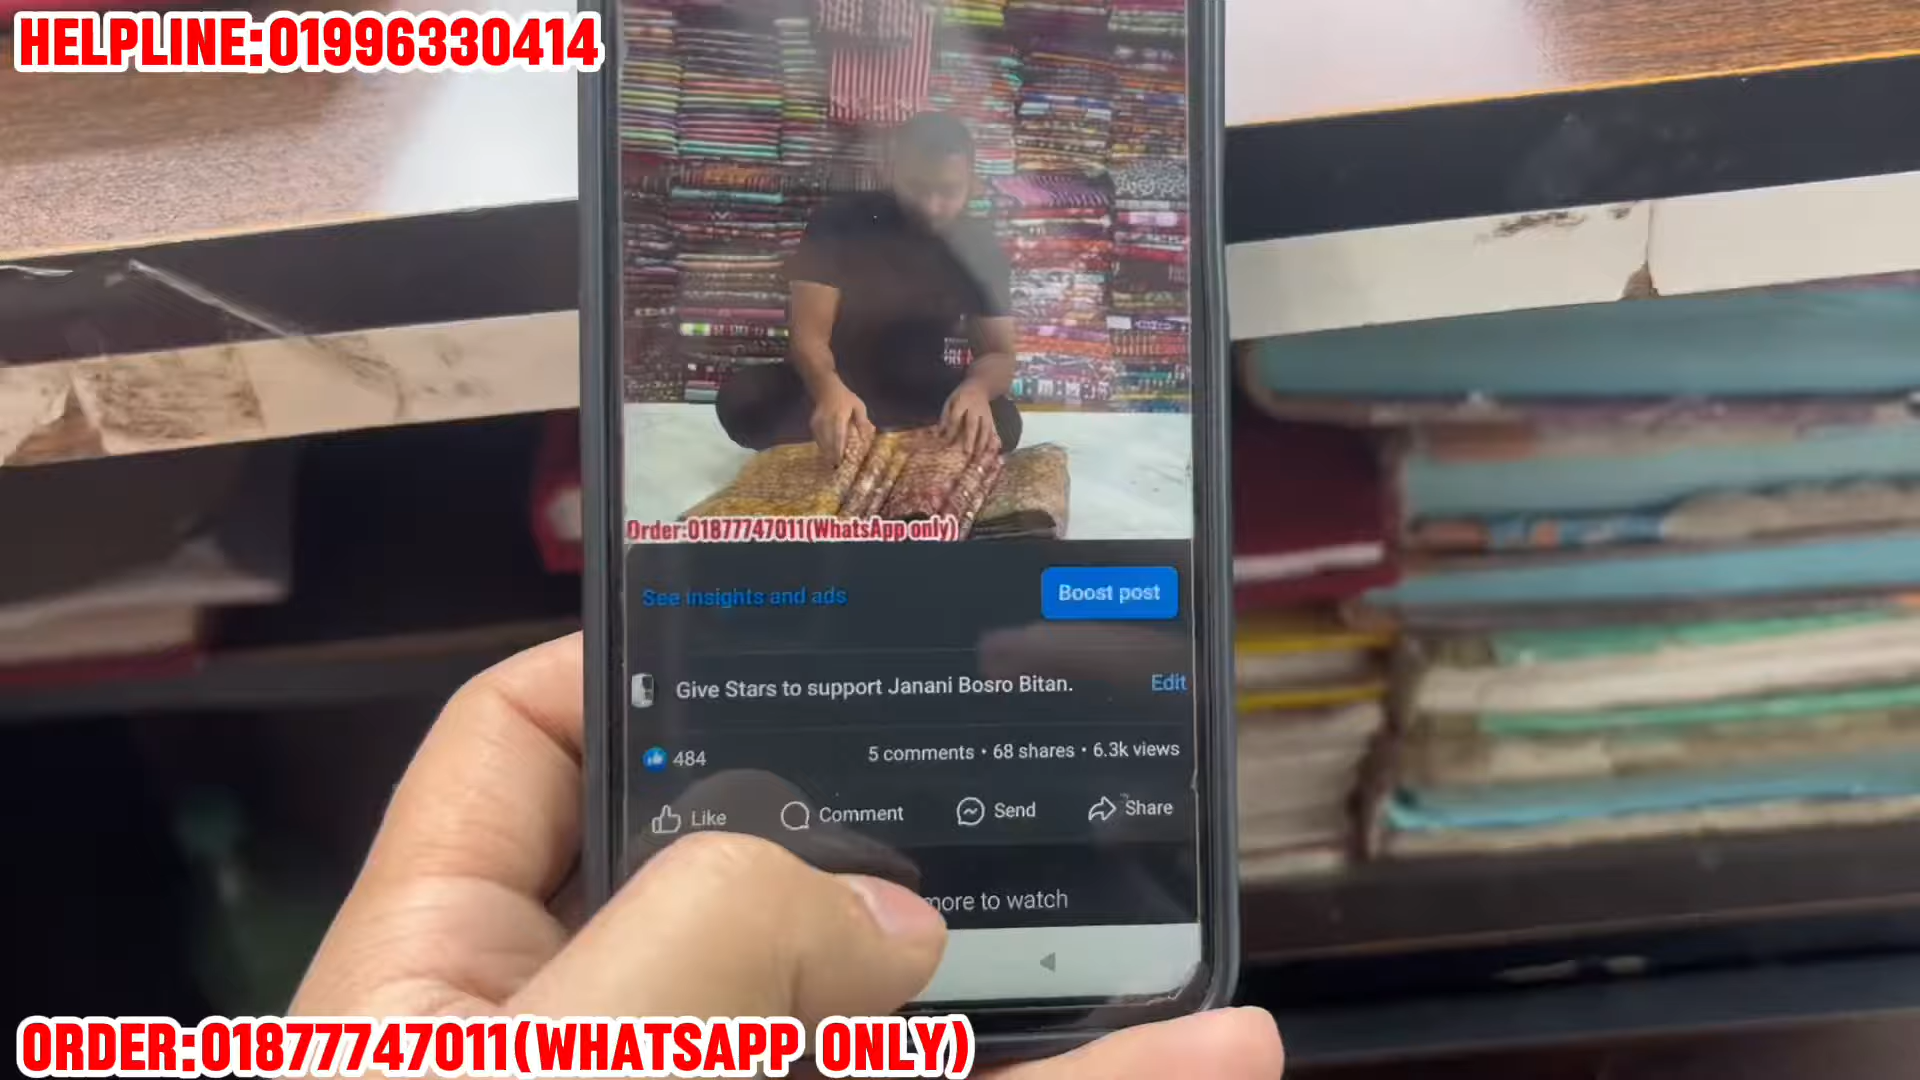 HELPLINE:01996330414
Order:01877747011(WhatsApp only)
See insights and ads
Boost post
Give Stars to support Janani Bosro Bitan.
Edit
484
5 comments • 68 shares • 6.3k views
Like
Comment
Send
Share
more to watch
ORDER:01877747011(WHATSAPP ONLY)